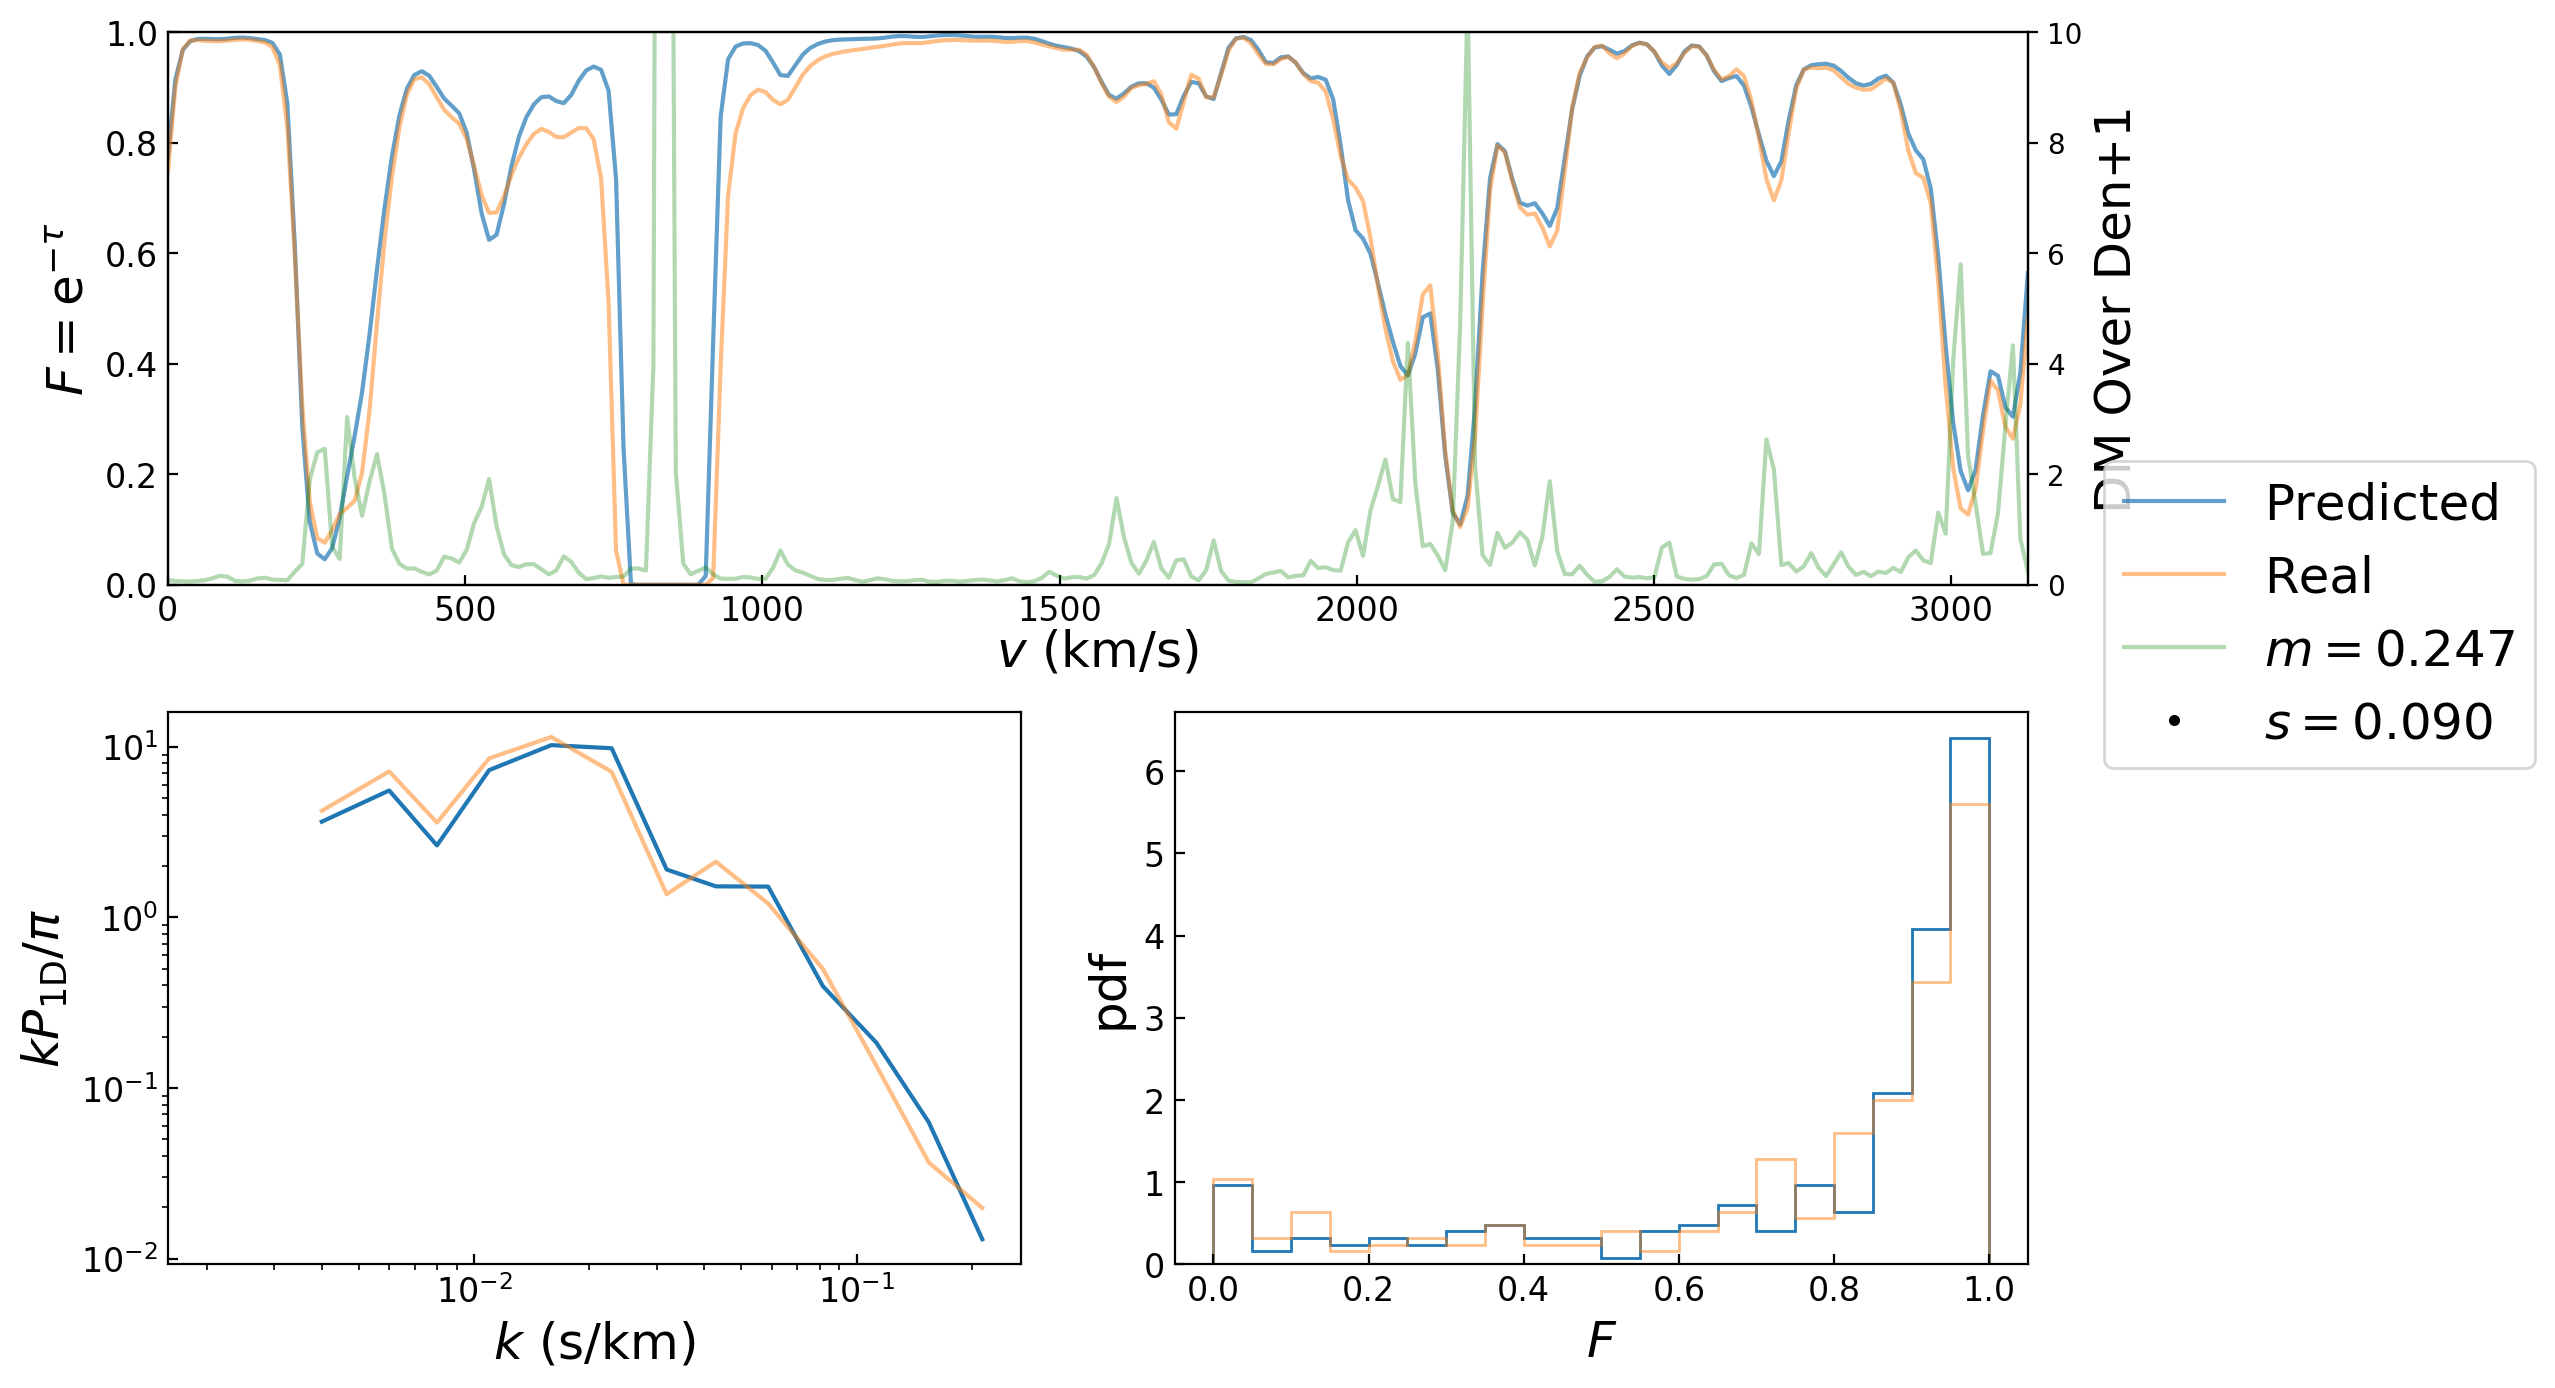 1.0
0.8
0.6
0.4
0.2
0.0
F = e^{−τ}
10
8
6
4
2
0
DM Over Den+1
0 500 1000 1500 2000 2500 3000
v (km/s)
Predicted
Real
m = 0.247
s = 0.090
10^1
10^0
10^{−1}
10^{−2}
kP_{1D}/π
10^{−2} 10^{−1}
k (s/km)
6
5
4
3
2
1
0
pdf
0.0 0.2 0.4 0.6 0.8 1.0
F